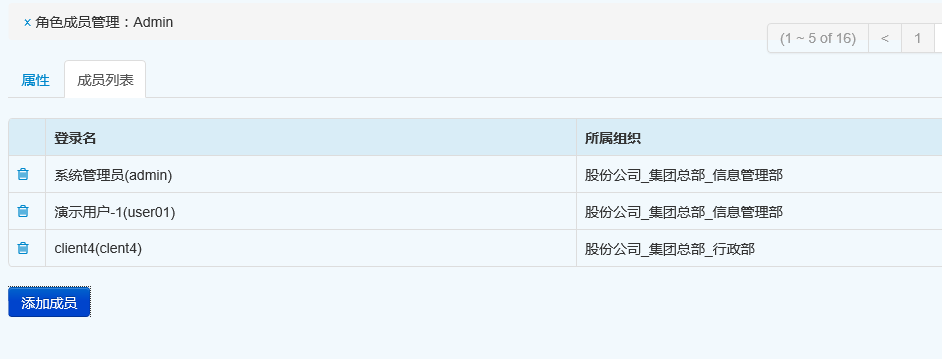 × 角色成员管理：Admin
(1 ~ 5 of 16) < 1
属性 成员列表
登录名 所属组织
系统管理员(admin) 股份公司_集团总部_信息管理部
演示用户-1(user01) 股份公司_集团总部_信息管理部
client4(clent4) 股份公司_集团总部_行政部
添加成员